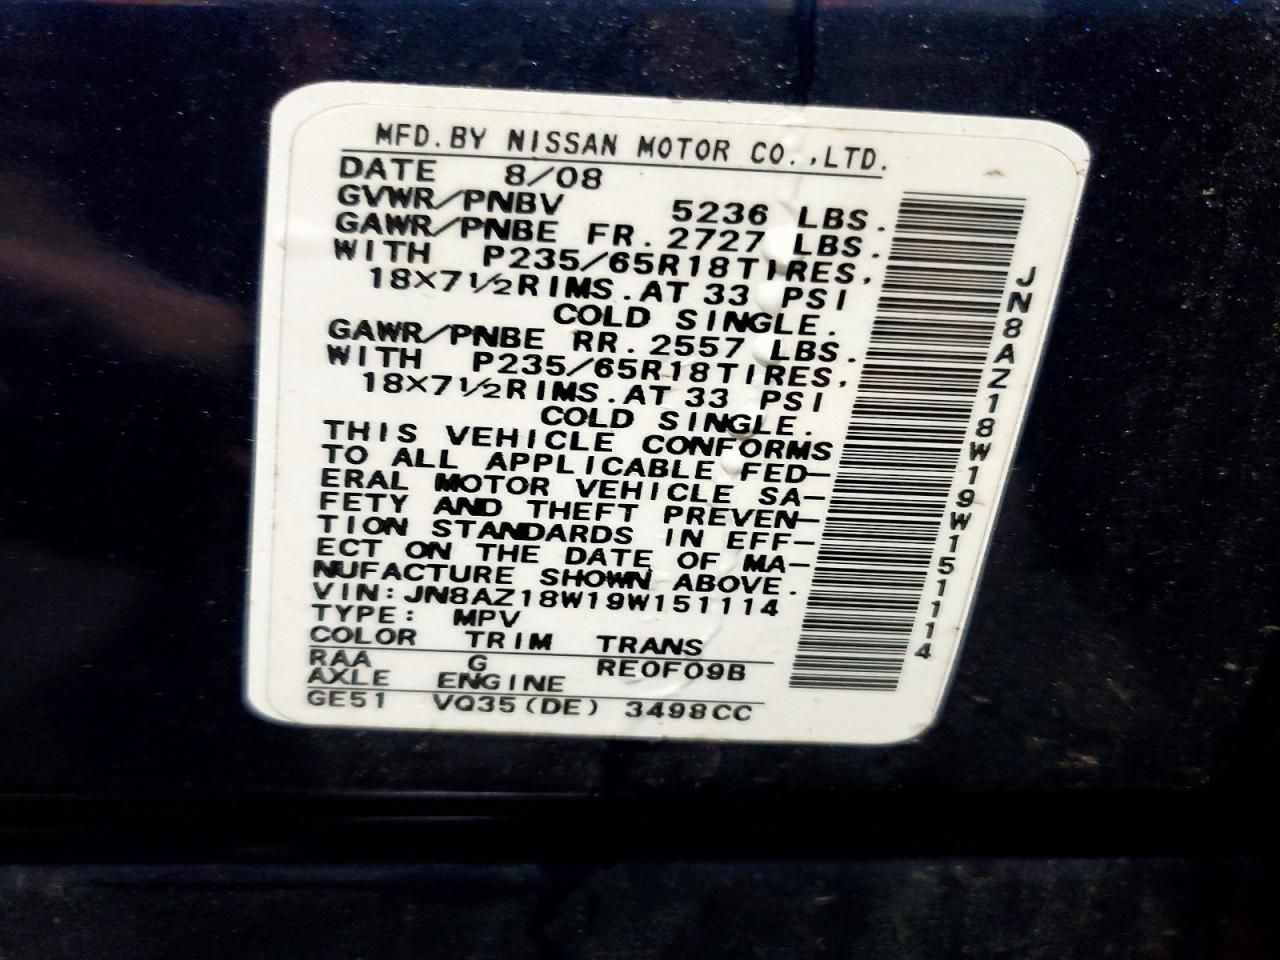 MFD.BY NISSAN MOTOR CO.,LTD.
DATE 8/08
GVWR/PNBV 5236 LBS.
GAWR/PNBE FR. 2727 LBS.
WITH P235/65R18TIRES,
18X7 1/2RIMS.AT 33 PSI
COLD SINGLE.
GAWR/PNBE RR. 2557 LBS.
WITH P235/65R18TIRES,
18X7 1/2RIMS.AT 33 PSI
COLD SINGLE.
THIS VEHICLE CONFORMS
TO ALL APPLICABLE FED-
ERAL MOTOR VEHICLE SA-
FETY AND THEFT PREVEN-
TION STANDARDS IN EFF-
ECT ON THE DATE OF MA-
NUFACTURE SHOWN ABOVE.
VIN:JN8AZ18W19W151114
TYPE: MPV
COLOR TRIM TRANS
RAA G RE0F09B
AXLE ENGINE
GE51 VQ35(DE) 3498CC
JN8AZ18W19W151114